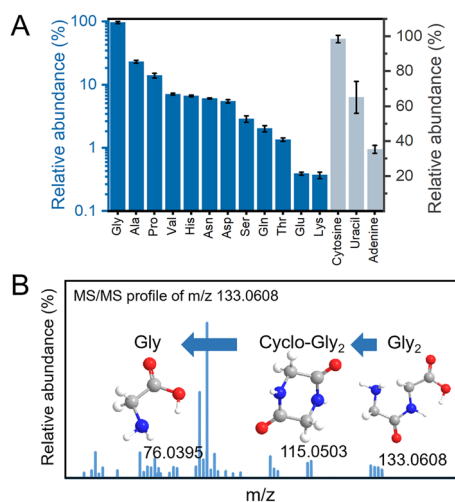 A
Relative abundance (%)
100
10
1
0.1
Relative abundance (%)
100
80
60
40
20
Gly
Ala
Pro
Val
His
Asn
Asp
Ser
Gln
Thr
Glu
Lys
Cytosine
Uracil
Adenine
B
Relative abundance (%)
MS/MS profile of m/z 133.0608
Gly Cyclo-Gly₂ Gly₂
76.0395 115.0503 133.0608
m/z